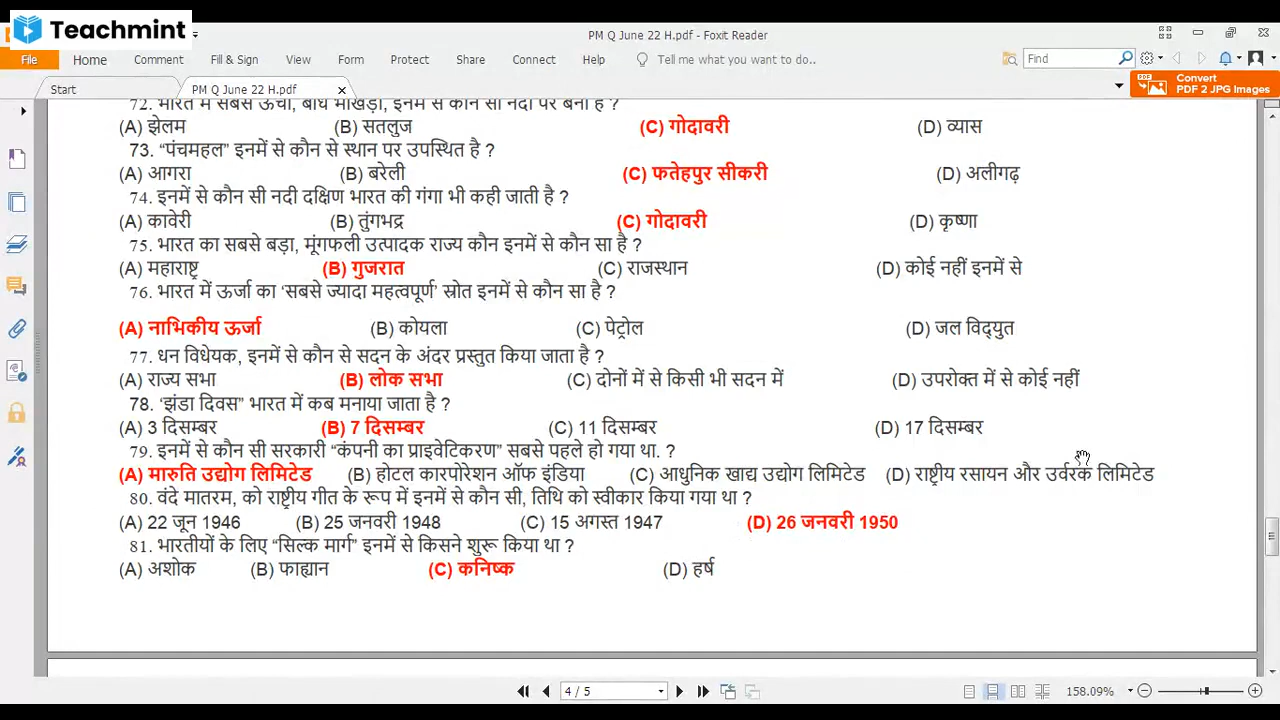 Teachmint
PM Q June 22 H.pdf - Foxit Reader
File Home Comment Fill & Sign View Form Protect Share Connect Help Tell me what you want to do.. Find
Start PM Q June 22 H.pdf
Convert
PDF 2 JPG Images
72. भारत में सबसे ऊंचा, बांध भाखड़ा, इनमें से कौन सी नदी पर बना है ?
(A) झेलम (B) सतलुज (C) गोदावरी (D) व्यास
73. “पंचमहल” इनमें से कौन से स्थान पर उपस्थित है ?
(A) आगरा (B) बरेली (C) फतेहपुर सीकरी (D) अलीगढ़
74. इनमें से कौन सी नदी दक्षिण भारत की गंगा भी कही जाती है ?
(A) कावेरी (B) तुंगभद्र (C) गोदावरी (D) कृष्णा
75. भारत का सबसे बड़ा, मूंगफली उत्पादक राज्य कौन इनमें से कौन सा है ?
(A) महाराष्ट्र (B) गुजरात (C) राजस्थान (D) कोई नहीं इनमें से
76. भारत में ऊर्जा का ‘सबसे ज्यादा महत्वपूर्ण’ स्रोत इनमें से कौन सा है ?
(A) नाभिकीय ऊर्जा (B) कोयला (C) पेट्रोल (D) जल विद्युत
77. धन विधेयक, इनमें से कौन से सदन के अंदर प्रस्तुत किया जाता है ?
(A) राज्य सभा (B) लोक सभा (C) दोनों में से किसी भी सदन में (D) उपरोक्त में से कोई नहीं
78. ‘झंडा दिवस” भारत में कब मनाया जाता है ?
(A) 3 दिसम्बर (B) 7 दिसम्बर (C) 11 दिसम्बर (D) 17 दिसम्बर
79. इनमें से कौन सी सरकारी “कंपनी का प्राइवेटिकरण” सबसे पहले हो गया था. ?
(A) मारुति उद्योग लिमिटेड (B) होटल कारपोरेशन ऑफ इंडिया (C) आधुनिक खाद्य उद्योग लिमिटेड (D) राष्ट्रीय रसायन और उर्वरक लिमिटेड
80. वंदे मातरम, को राष्ट्रीय गीत के रूप में इनमें से कौन सी, तिथि को स्वीकार किया गया था ?
(A) 22 जून 1946 (B) 25 जनवरी 1948 (C) 15 अगस्त 1947 (D) 26 जनवरी 1950
81. भारतीयों के लिए “सिल्क मार्ग” इनमें से किसने शुरू किया था ?
(A) अशोक (B) फाह्यान (C) कनिष्क (D) हर्ष
4 / 5 158.09%